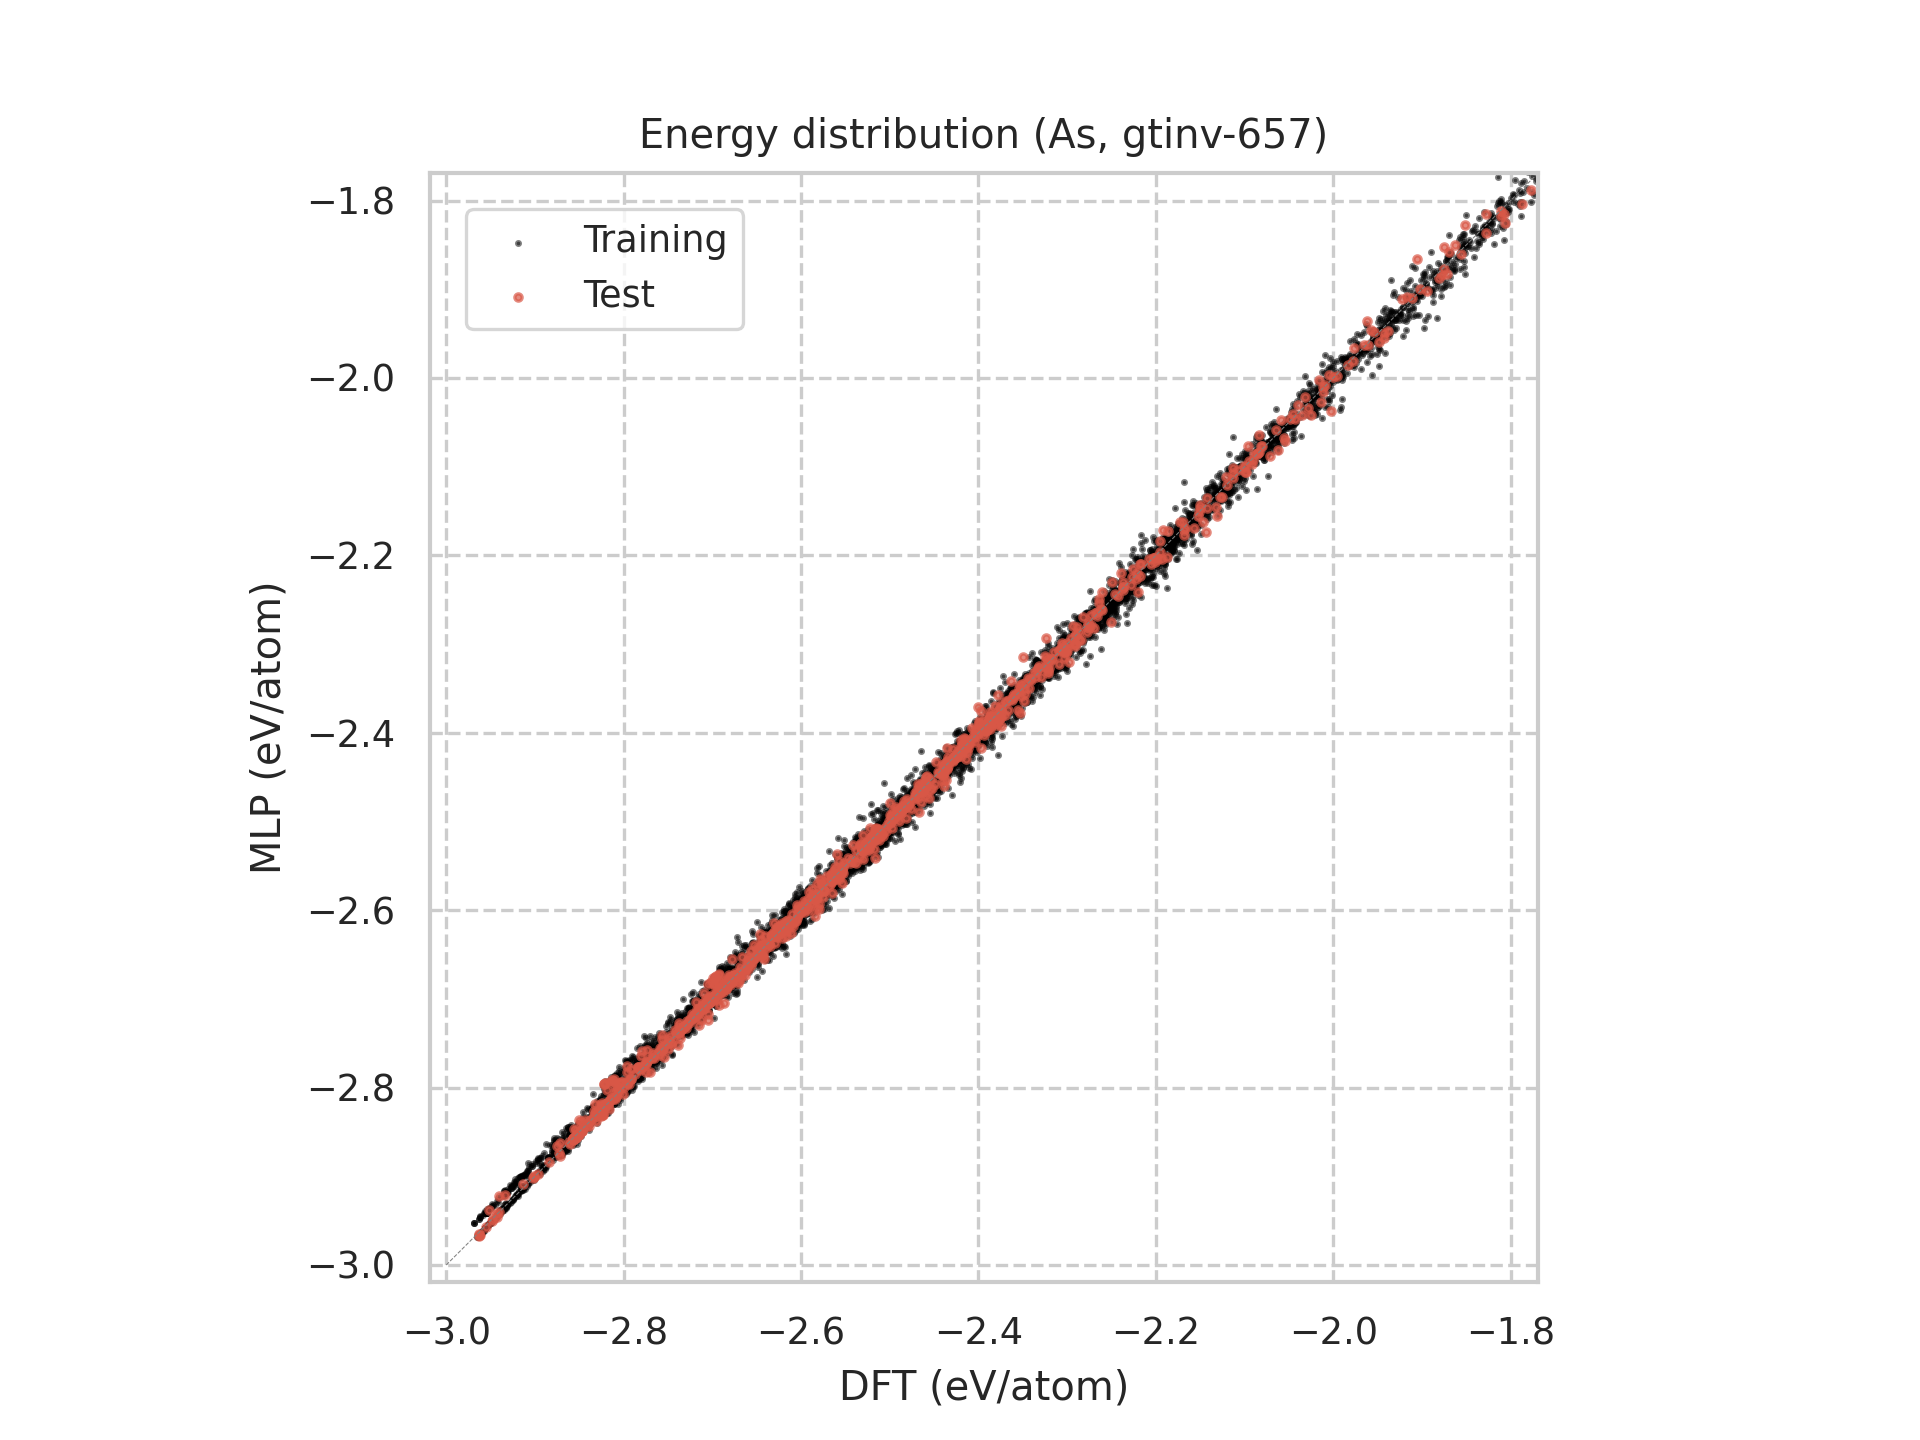 Energy distribution (As, gtinv-657)
Training
Test
MLP (eV/atom)
−1.8
−2.0
−2.2
−2.4
−2.6
−2.8
−3.0
−3.0 −2.8 −2.6 −2.4 −2.2 −2.0 −1.8
DFT (eV/atom)